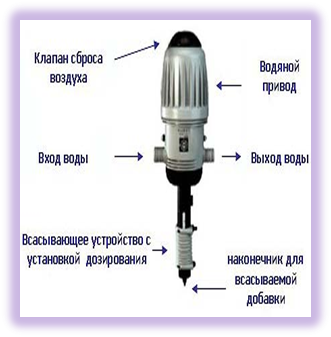 Клапан сброса
воздуха
Водяной
привод
Вход воды
Выход воды
Всасывающее устройство с
установкой дозирования
наконечник для
всасываемой
добавки